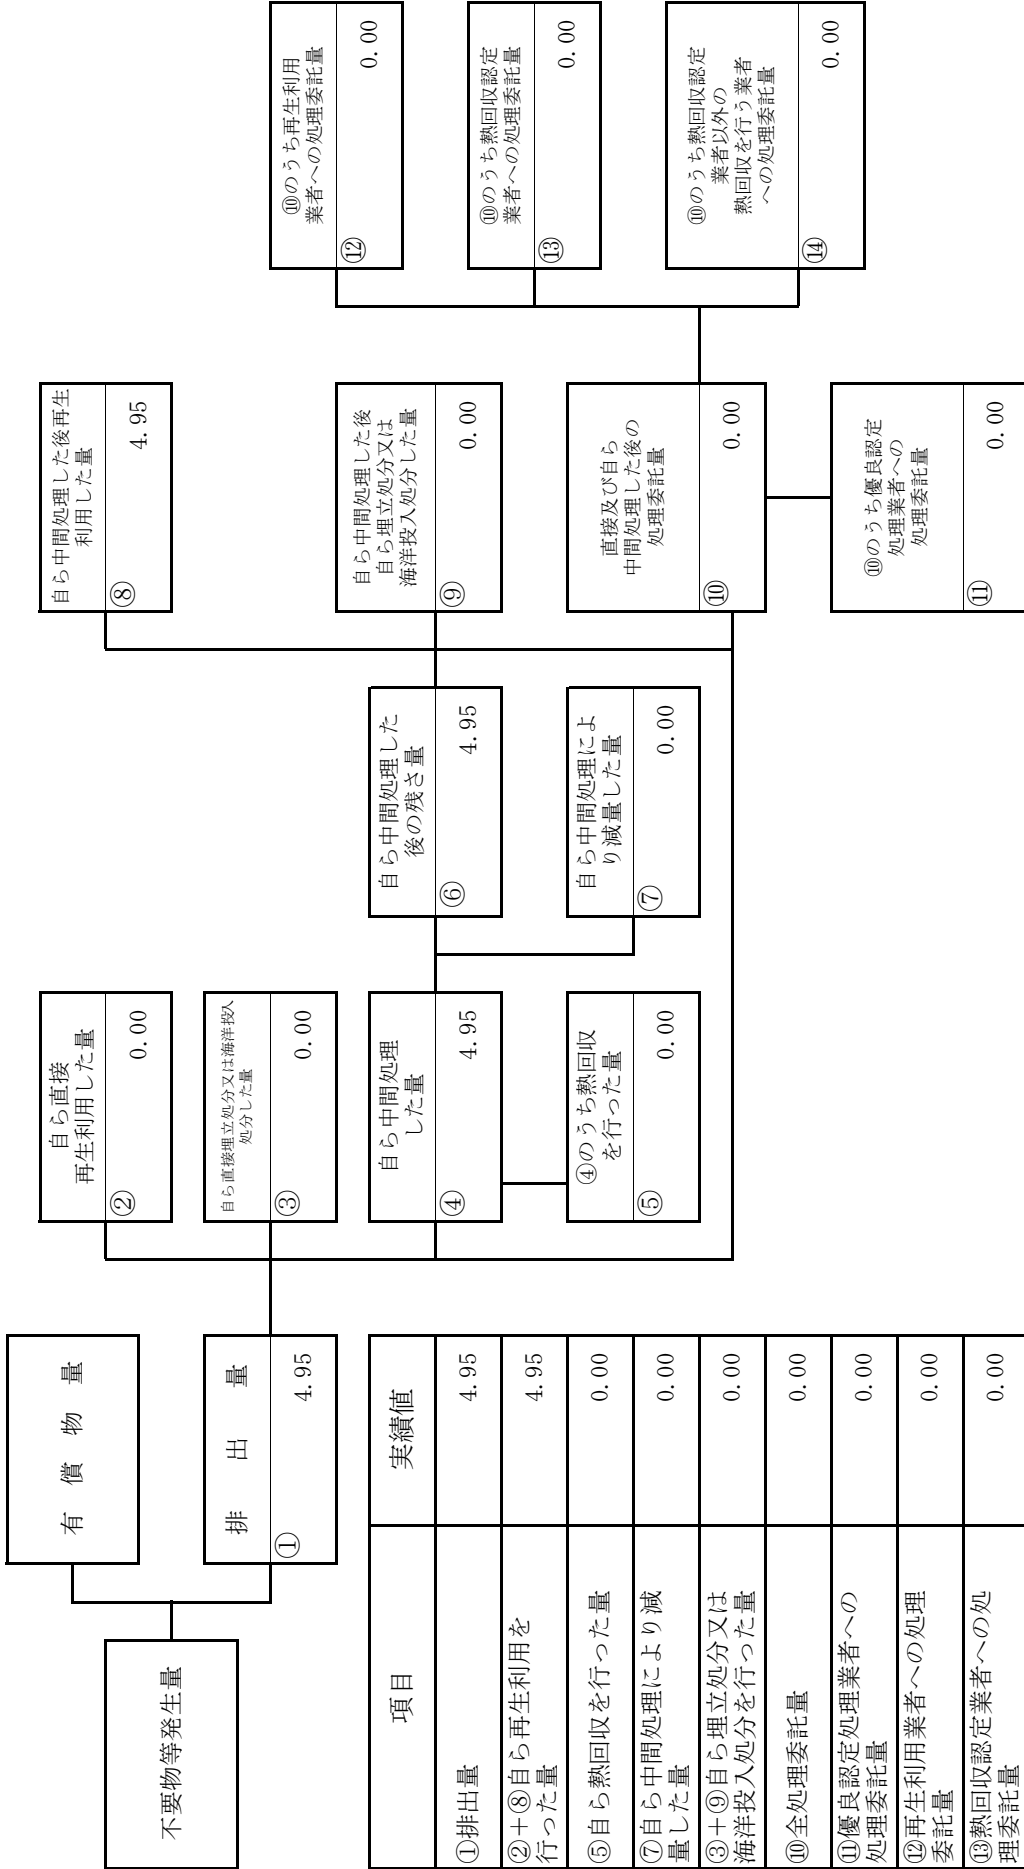 不要物等発生量
有償物量
排出量
①
4.95
自ら直接
再生利用した量
②
0.00
自ら直接埋立処分又は海洋投入
処分した量
③
0.00
自ら中間処理
した量
④
4.95
④のうち熱回収
を行った量
⑤
0.00
自ら中間処理した
後の残さ量
⑥
4.95
自ら中間処理によ
り減量した量
⑦
0.00
自ら中間処理した後再生
利用した量
⑧
4.95
自ら中間処理した後
自ら埋立処分又は
海洋投入処分した量
⑨
0.00
直接及び自ら
中間処理した後の
処理委託量
⑩
0.00
⑩のうち優良認定
処理業者への
処理委託量
⑪
0.00
⑩のうち再生利用
業者への処理委託量
⑫
0.00
⑩のうち熱回収認定
業者への処理委託量
⑬
0.00
⑩のうち熱回収認定
業者以外の
熱回収を行う業者
への処理委託量
⑭
0.00
項目 実績値
①排出量 4.95
②+⑧自ら再生利用を
行った量 4.95
⑤自ら熱回収を行った量 0.00
⑦自ら中間処理により減
量した量 0.00
③+⑨自ら埋立処分又は
海洋投入処分を行った量 0.00
⑩全処理委託量 0.00
⑪優良認定処理業者への
処理委託量 0.00
⑫再生利用業者への処理
委託量 0.00
⑬熱回収認定業者への処
理委託量 0.00